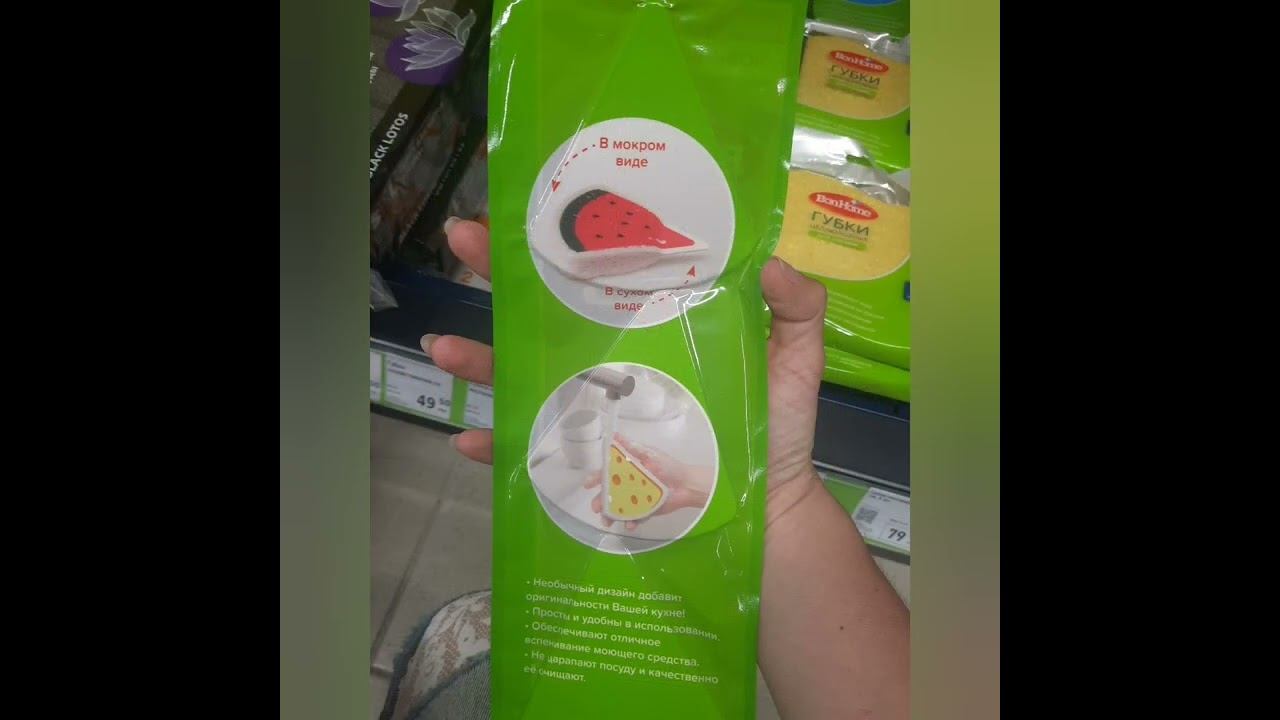 В мокром
виде
В сухом
виде
• Необычный дизайн добавит
оригинальности Вашей кухне!
• Просты и удобны в использовании.
• Обеспечивают отличное
вспенивание моющего средства.
• Не царапают посуду и качественно
её очищают.
BLACK LOTOS
BonHome
ГУБКИ
BonHome
ГУБКИ
49 50
79